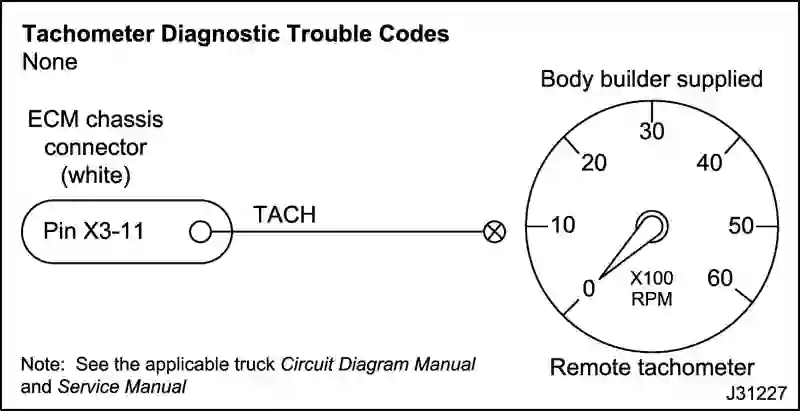 Tachometer Diagnostic Trouble Codes
None
Body builder supplied
ECM chassis
connector
(white)
Pin X3-11
TACH
0
10
20
30
40
50
60
X100
RPM
Remote tachometer
Note: See the applicable truck Circuit Diagram Manual
and Service Manual
J31227